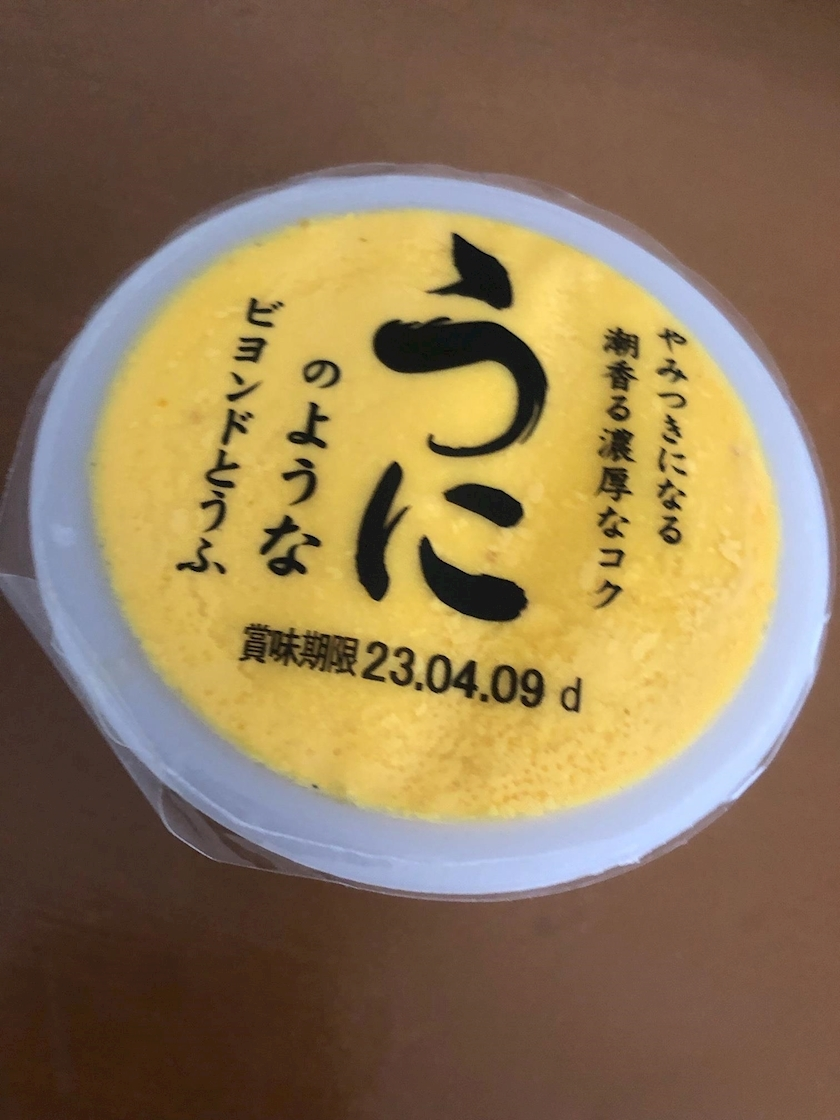 やみつきになる
潮香る濃厚なコク
うに
のような
ビヨンドとうふ
賞味期限23.04.09 d